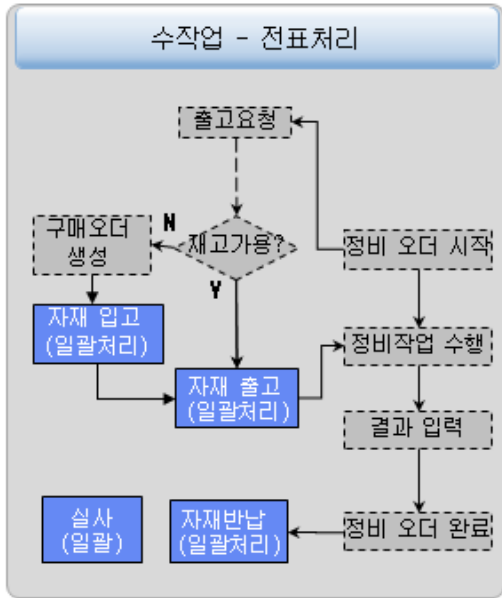 수작업 - 전표처리
출고요청
구매오더
생성
N
재고가용?
정비 오더 시작
Y
자재 입고
(일괄처리)
정비작업 수행
자재 출고
(일괄처리)
결과 입력
실사
(일괄)
자재반납
(일괄처리)
정비 오더 완료